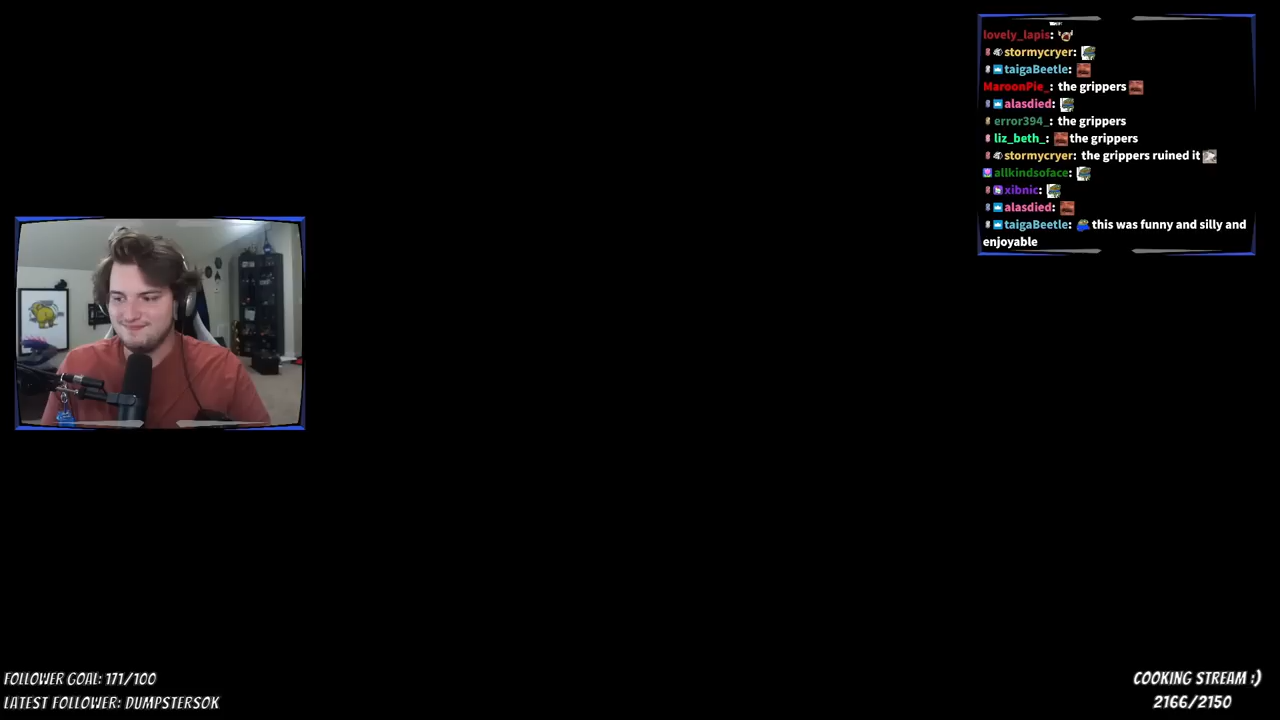 lovely_lapis:
stormycryer:
taigaBeetle:
MaroonPie_: the grippers
alasdied:
error394_: the grippers
liz_beth_: the grippers
stormycryer: the grippers ruined it
allkindsoface:
xibnic:
alasdied:
taigaBeetle: this was funny and silly and
enjoyable
FOLLOWER GOAL: 171/100
LATEST FOLLOWER: DUMPSTERSOK
COOKING STREAM :)
2166/2150